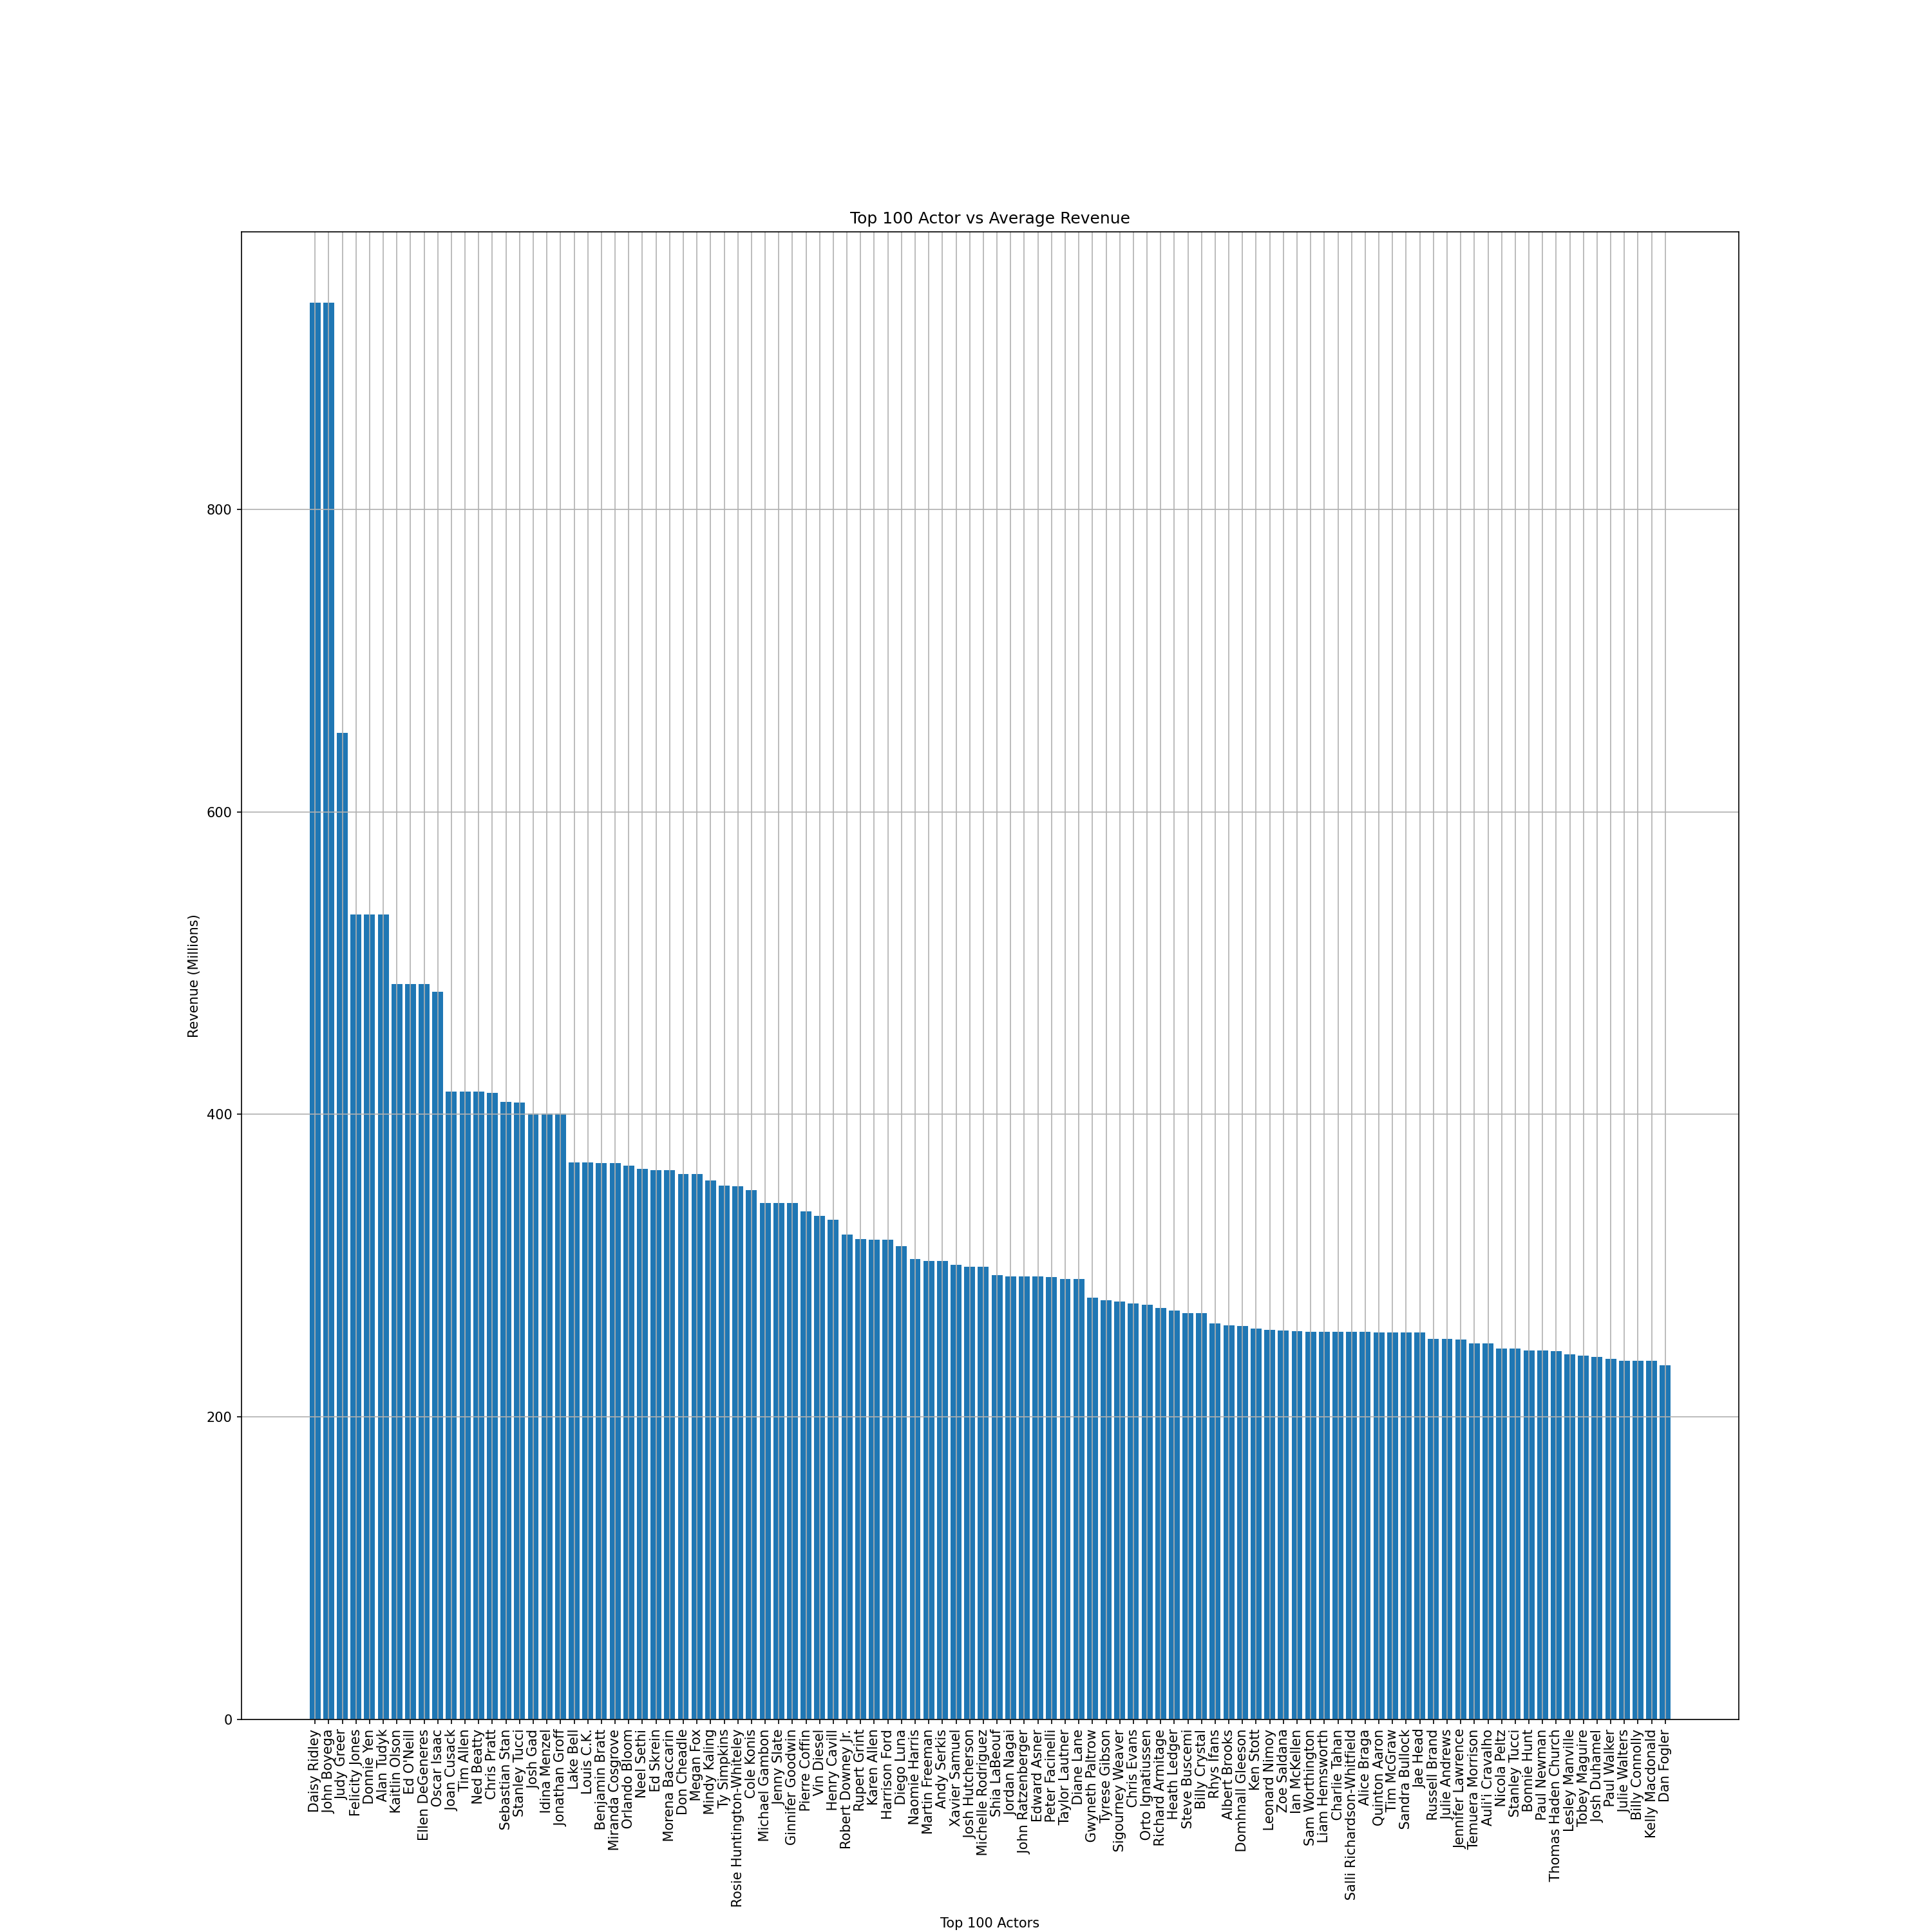 Top 100 Actor vs Average Revenue
Revenue (Millions)
800
600
400
200
0
Daisy Ridley
John Boyega
Judy Greer
Felicity Jones
Donnie Yen
Alan Tudyk
Kaitlin Olson
Ed O'Neill
Ellen DeGeneres
Oscar Isaac
Joan Cusack
Tim Allen
Ned Beatty
Chris Pratt
Sebastian Stan
Stanley Tucci
Josh Gad
Idina Menzel
Jonathan Groff
Lake Bell
Louis C.K.
Benjamin Bratt
Miranda Cosgrove
Orlando Bloom
Neel Sethi
Ed Skrein
Morena Baccarin
Don Cheadle
Megan Fox
Mindy Kaling
Ty Simpkins
Rosie Huntington-Whiteley
Cole Konis
Michael Gambon
Jenny Slate
Ginnifer Goodwin
Pierre Coffin
Vin Diesel
Henry Cavill
Robert Downey Jr.
Rupert Grint
Karen Allen
Harrison Ford
Diego Luna
Naomie Harris
Martin Freeman
Andy Serkis
Xavier Samuel
Josh Hutcherson
Michelle Rodriguez
Shia LaBeouf
Jordan Nagai
John Ratzenberger
Edward Asner
Peter Facinelli
Taylor Lautner
Diane Lane
Gwyneth Paltrow
Tyrese Gibson
Sigourney Weaver
Chris Evans
Orto Ignatiussen
Richard Armitage
Heath Ledger
Steve Buscemi
Billy Crystal
Rhys Ifans
Albert Brooks
Domhnall Gleeson
Ken Stott
Leonard Nimoy
Zoe Saldana
Ian McKellen
Sam Worthington
Liam Hemsworth
Charlie Tahan
Salli Richardson-Whitfield
Alice Braga
Quinton Aaron
Tim McGraw
Sandra Bullock
Jae Head
Russell Brand
Julie Andrews
Jennifer Lawrence
Temuera Morrison
Auli'i Cravalho
Nicola Peltz
Stanley Tucci
Bonnie Hunt
Paul Newman
Thomas Haden Church
Lesley Manville
Tobey Maguire
Josh Duhamel
Paul Walker
Julie Walters
Billy Connolly
Kelly Macdonald
Dan Fogler
Top 100 Actors